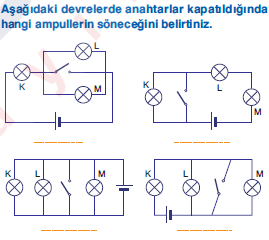 Aşağıdaki devrelerde anahtarlar kapatıldığında
hangi ampullerin söneceğini belirtiniz.
L
K
M
K
L
M
K
L
M
K
L
M